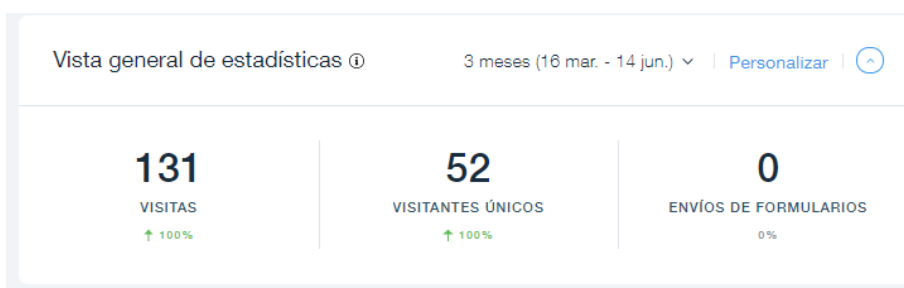 Vista general de estadísticas
3 meses (16 mar. - 14 jun.)
Personalizar
131
VISITAS
↑ 100%
52
VISITANTES ÚNICOS
↑ 100%
0
ENVÍOS DE FORMULARIOS
0%